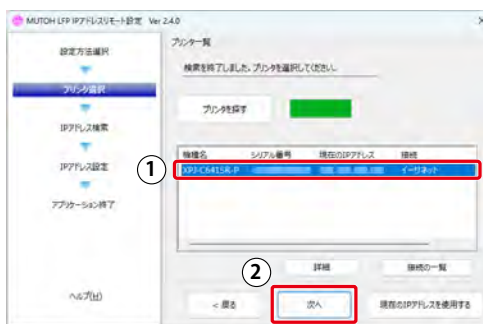 MUTOH LFP IPアドレスリモート設定 Ver 2.4.0
設定方法選択
プリンタ選択
IPアドレス検索
IPアドレス設定
アプリケーション終了
ヘルプ(H)
プリンタ一覧
検索を終了しました。プリンタを選択してください。
プリンタを探す
機種名 シリアル番号 現在のIPアドレス 接続
① XPJ-C641SR-P イーサネット
詳細 接続の一覧
②
< 戻る 次へ 現在のIPアドレスを使用する